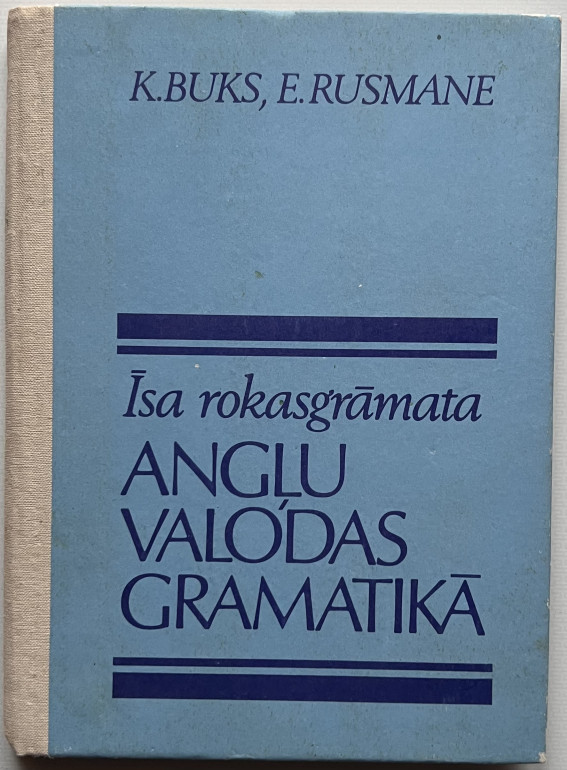 K.BUKS, E.RUSMANE
Īsa rokasgrāmata
ANGĻU
VALODAS
GRAMATIKĀ